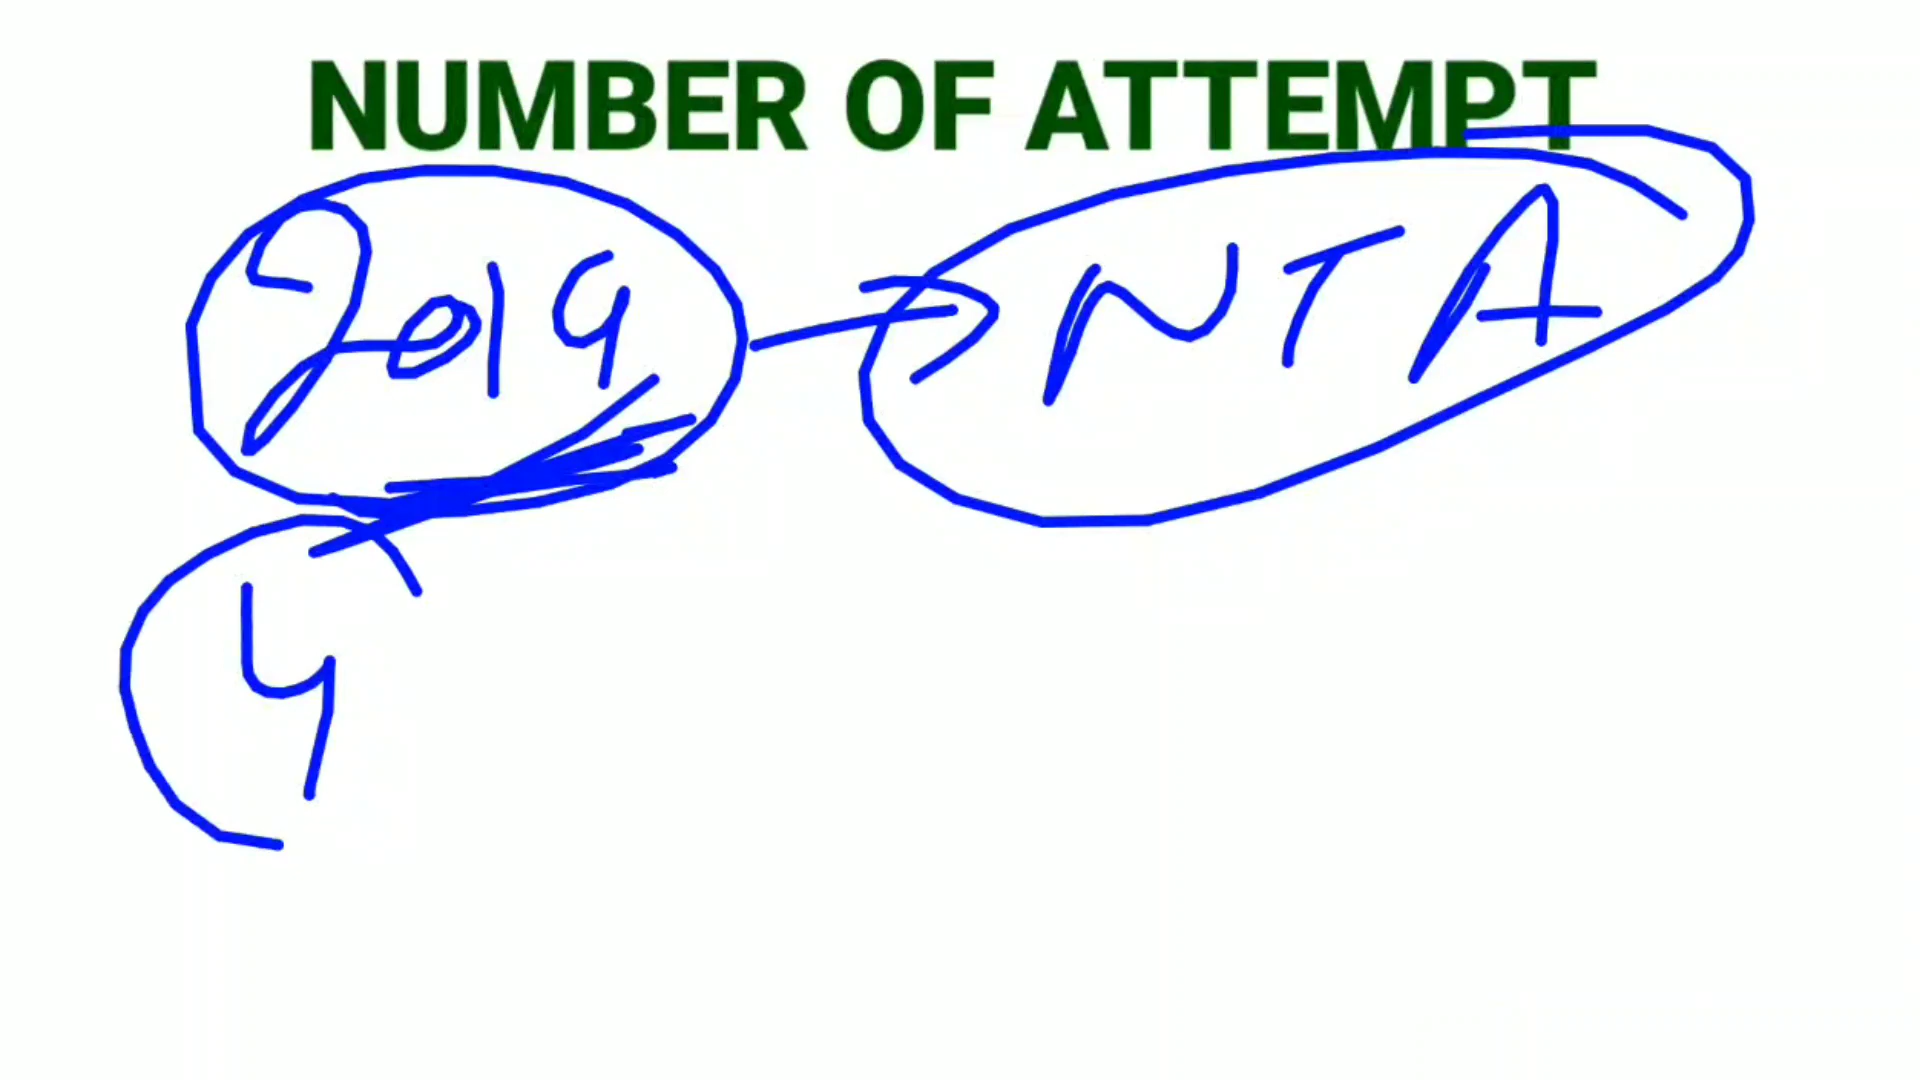 NUMBER OF ATTEMPT
2019 → NTA
4